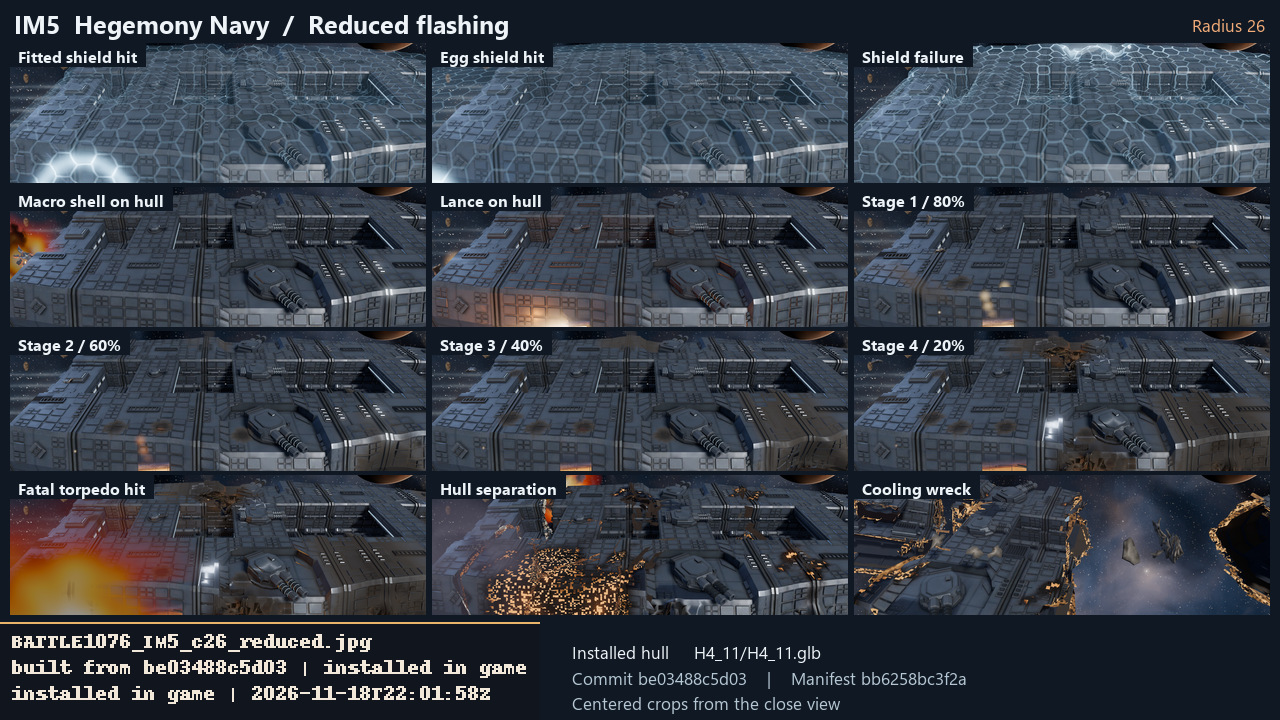 IM5 Hegemony Navy / Reduced flashing
Radius 26
Fitted shield hit
Egg shield hit
Shield failure
Macro shell on hull
Lance on hull
Stage 1 / 80%
Stage 2 / 60%
Stage 3 / 40%
Stage 4 / 20%
Fatal torpedo hit
Hull separation
Cooling wreck
BATTLE1076_IM5_c26_reduced.jpg
built from be03488c5d03 | installed in game
installed in game | 2026-11-18T22:01:58Z
Installed hull H4_11/H4_11.glb
Commit be03488c5d03 | Manifest bb6258bc3f2a
Centered crops from the close view